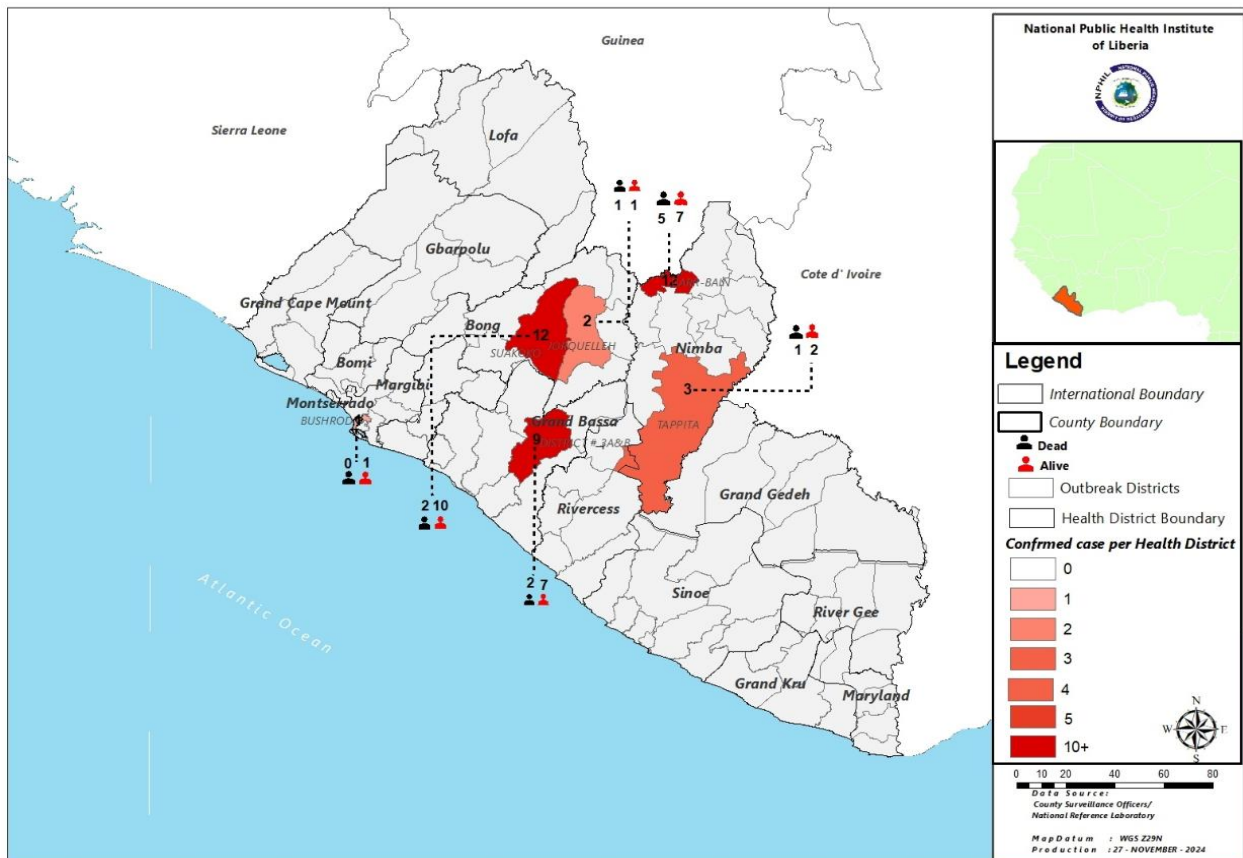 Guinea
Sierra Leone
Lofa
1 1
5 7
Gbarpolu
Cote d' Ivoire
Grand Cape Mount
12
Bong
2
12
1 2
Nimba
Bomi
3
Margibi
Montserrado
Grand Bassa
9
TAPPITA
0 1
Grand Gedeh
2 10
Rivercess
2 7
Sinoe
River Gee
Atlantic Ocean
Grand Kru
Maryland
National Public Health Institute
of Liberia
NPHIL
Legend
International Boundary
County Boundary
Dead
Alive
Outbreak Districts
Health District Boundary
Confrmed case per Health District
0
1
2
3
4
5
10+
N
W E
S
0 10 20 40 60 80
Data Source:
County Surveillance Officers/
National Reference Laboratory
MapDatum : WGS Z29N
Production : 27 - NOVEMBER - 2024